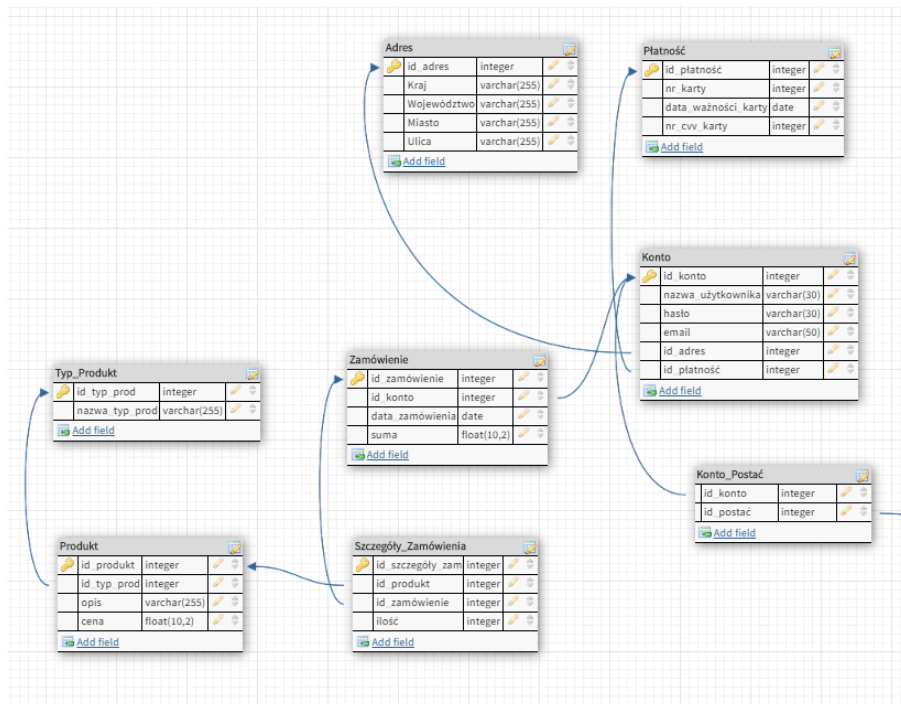 Adres
id_adres integer
Kraj varchar(255)
Województwo varchar(255)
Miasto varchar(255)
Ulica varchar(255)
Add field
Płatność
id_płatność integer
nr_karty integer
data_ważności_karty date
nr_cvv_karty integer
Add field
Konto
id_konto integer
nazwa_użytkownika varchar(30)
hasło varchar(30)
email varchar(50)
id_adres integer
id_płatność integer
Add field
Typ_Produkt
id_typ_prod integer
nazwa_typ_prod varchar(255)
Add field
Zamówienie
id_zamówienie integer
id_konto integer
data_zamówienia date
suma float(10,2)
Add field
Konto_Postać
id_konto integer
id_postać integer
Add field
Produkt
id_produkt integer
id_typ_prod integer
opis varchar(255)
cena float(10,2)
Add field
Szczegóły_Zamówienia
id_szczegóły_zam integer
id_produkt integer
id_zamówienie integer
ilość integer
Add field